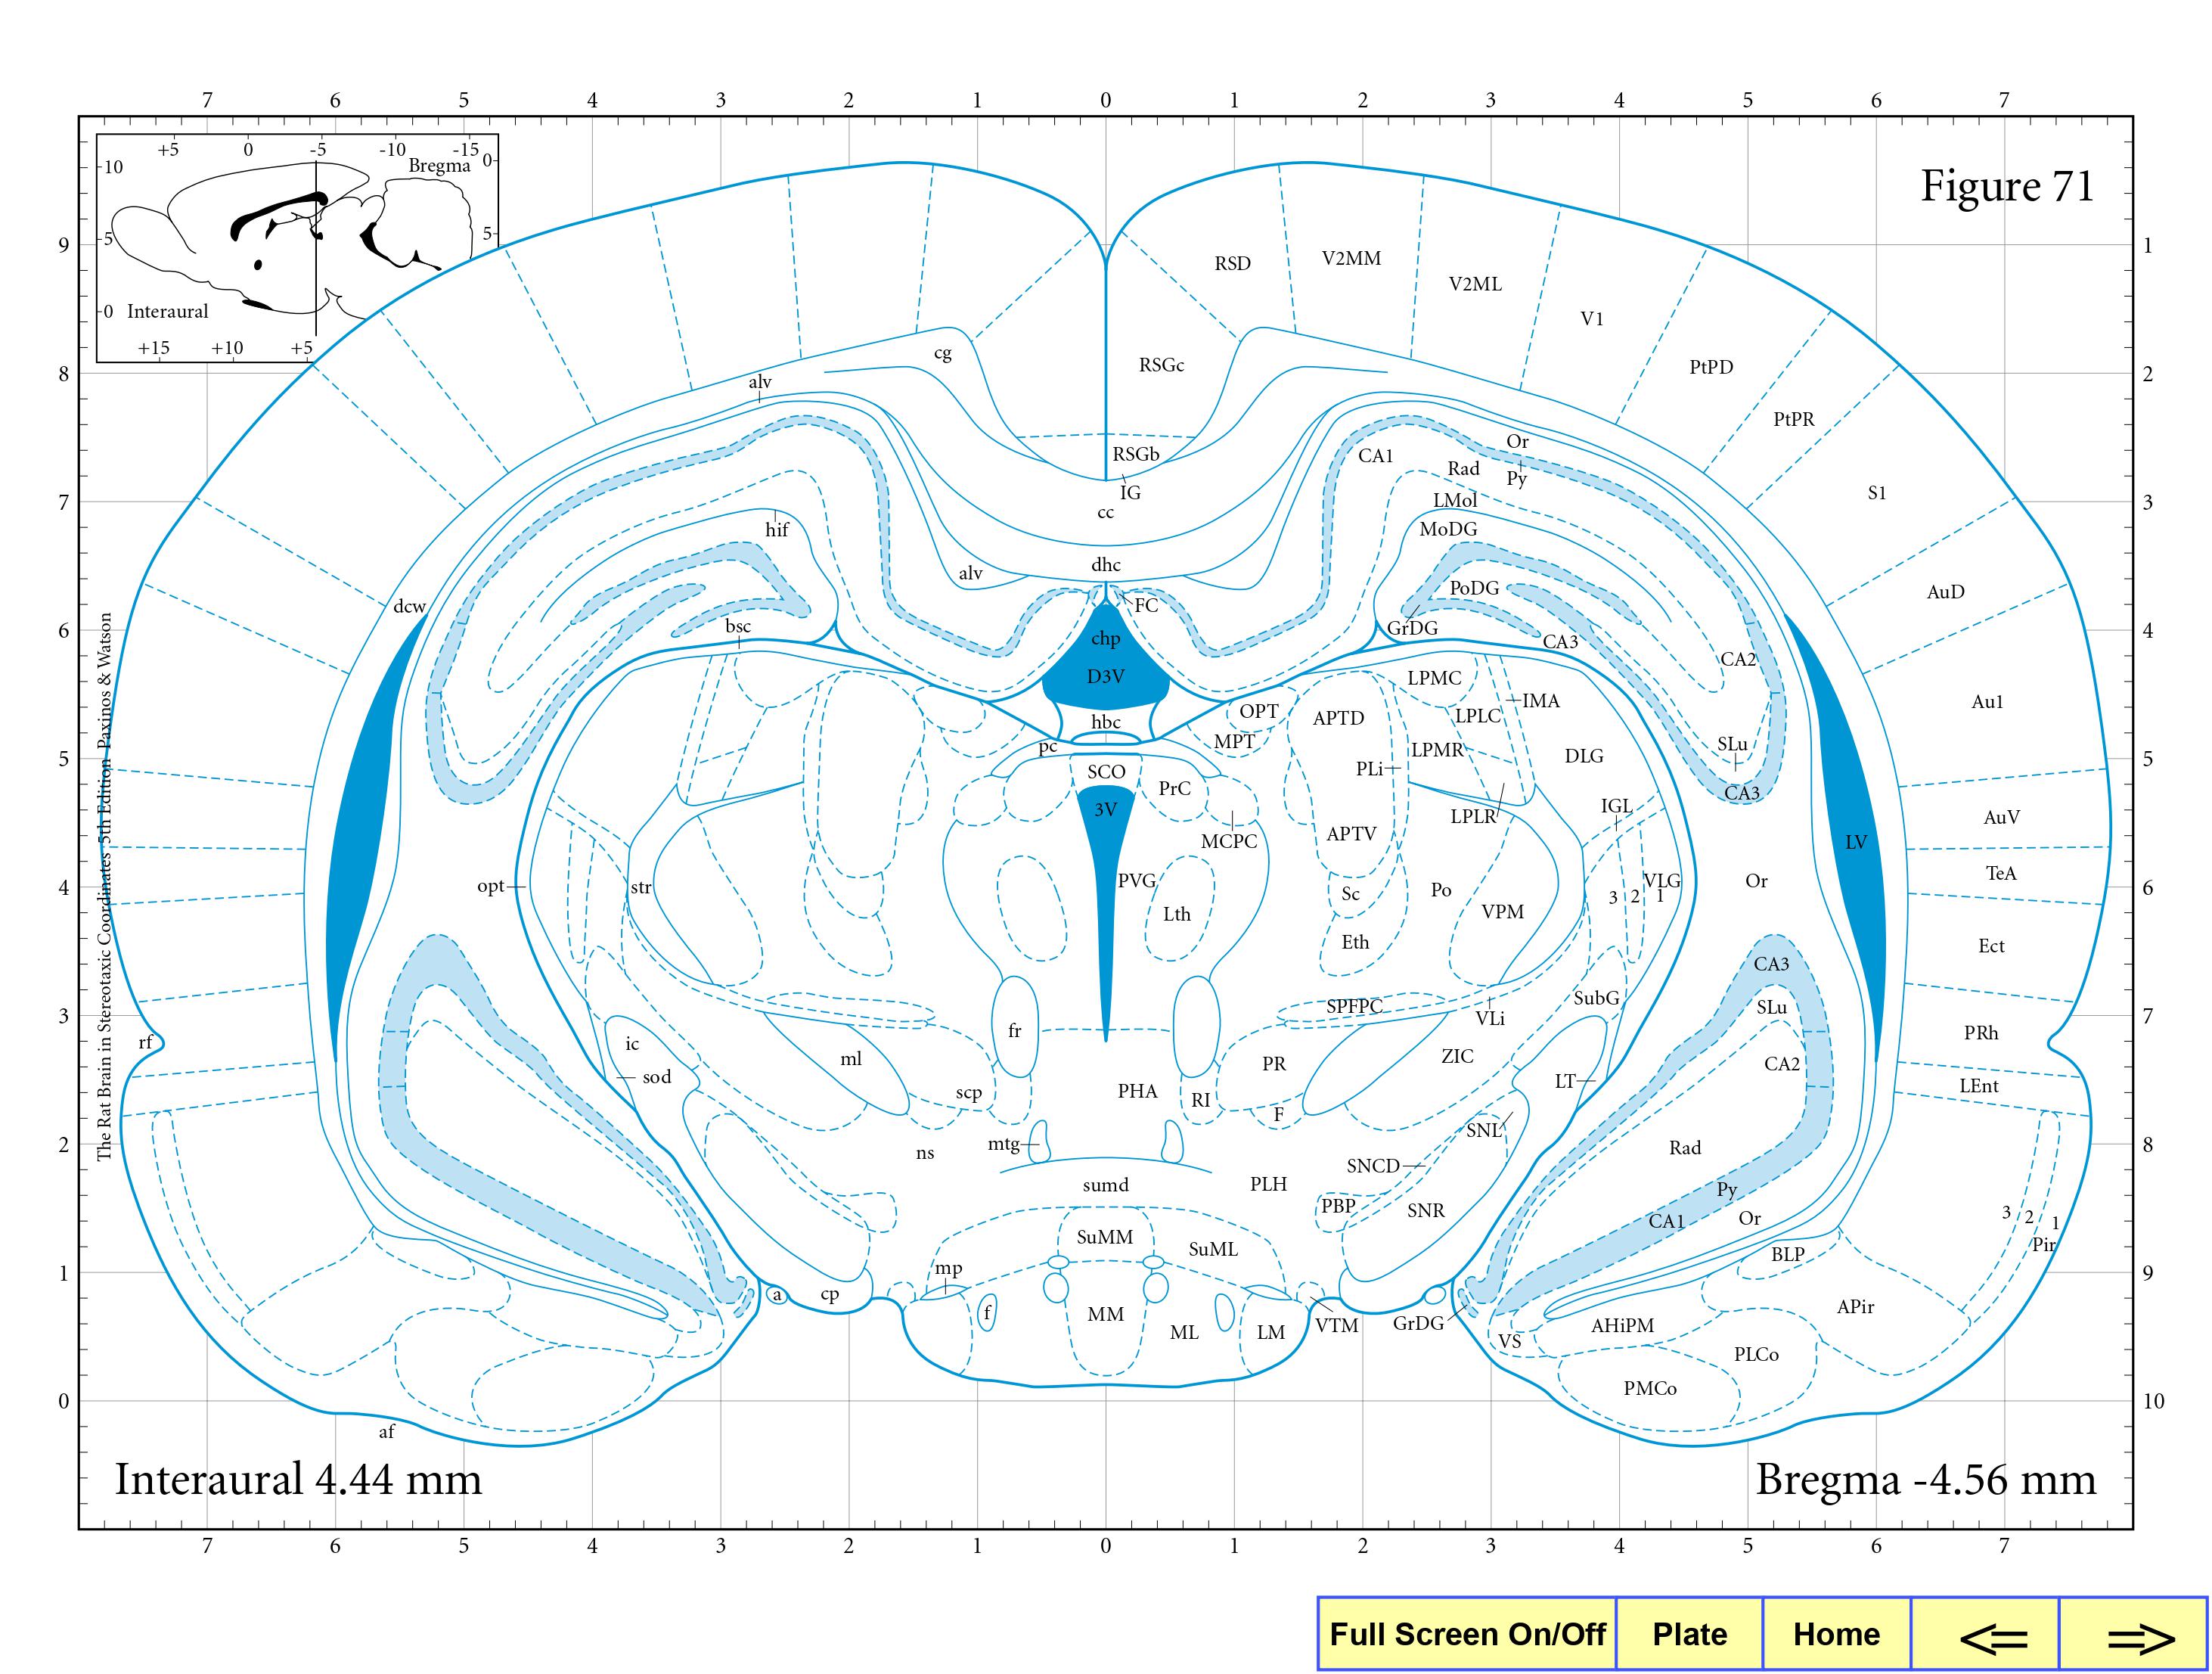 7 6 5 4 3 2 1 0 1 2 3 4 5 6 7
+5 0 -5 -10 -15
Bregma 0
10
5 5
0 Interaural
+15 +10 +5
Figure 71
9 1
8 2
7 3
6 4
5 5
4 6
3 7
2 8
1 9
0 10
The Rat Brain in Stereotaxic Coordinates 5th Edition Paxinos & Watson
RSD V2MM
V2ML
V1
cg RSGc PtPD
alv
PtPR
RSGb CA1 Or
Rad Py
IG S1
cc LMol
hif MoDG
alv dhc
PoDG AuD
dcw FC
bsc chp GrDG CA3
CA2
D3V LPMC
OPT APTD LPLC IMA Au1
hbc
pc MPT LPMR DLG SLu
SCO PLi
PrC CA3
3V LPLR IGL AuV
MCPC APTV LV
opt str PVG Sc Po 3 2 VLG 1 Or TeA
Lth VPM
Eth Ect
CA3
SPFPC SubG SLu
VLi
rf ic fr PRh
ml PR ZIC CA2
sod LT LEnt
scp PHA RI
F
SNL
mtg
ns Rad
SNCD
sumd PLH
PBP SNR Py
CA1 Or 3 2 1
SuMM SuML Pir
BLP
mp
a cp
f MM APir
ML LM VTM GrDG AHiPM
VS
PLCo
PMCo
af
Interaural 4.44 mm Bregma -4.56 mm
7 6 5 4 3 2 1 0 1 2 3 4 5 6 7
Full Screen On/Off Plate Home <= =>